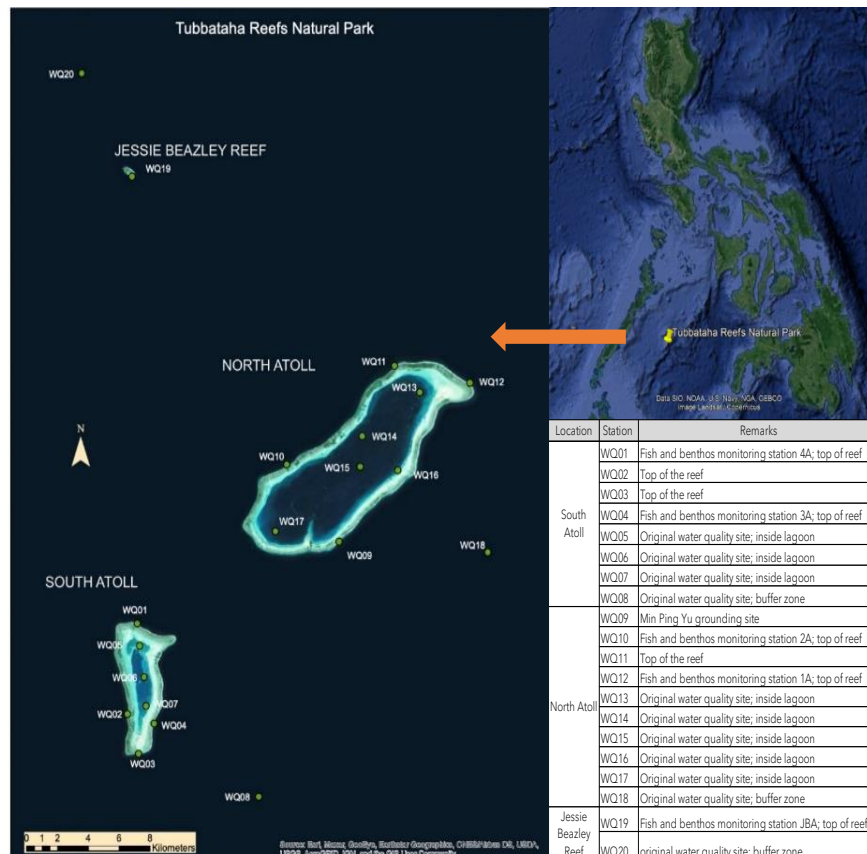 Tubbataha Reefs Natural Park
WQ20
JESSIE BEAZLEY REEF
WQ19
NORTH ATOLL
WQ11
WQ13
WQ12
N
WQ14
WQ10
WQ15
WQ16
WQ17
WQ09
WQ18
SOUTH ATOLL
WQ01
WQ05
WQ06
WQ07
WQ02
WQ04
WQ03
WQ08
0 1 2 4 6 8
Kilometers
Tubbataha Reefs Natural Park
Data SIO, NOAA, U.S. Navy, NGA, GEBCO
Image Landsat / Copernicus
Location Station Remarks
South Atoll
WQ01 Fish and benthos monitoring station 4A; top of reef
WQ02 Top of the reef
WQ03 Top of the reef
WQ04 Fish and benthos monitoring station 3A; top of reef
WQ05 Original water quality site; inside lagoon
WQ06 Original water quality site; inside lagoon
WQ07 Original water quality site; inside lagoon
WQ08 Original water quality site; buffer zone
North Atoll
WQ09 Min Ping Yu grounding site
WQ10 Fish and benthos monitoring station 2A; top of reef
WQ11 Top of the reef
WQ12 Fish and benthos monitoring station 1A; top of reef
WQ13 Original water quality site; inside lagoon
WQ14 Original water quality site; inside lagoon
WQ15 Original water quality site; inside lagoon
WQ16 Original water quality site; inside lagoon
WQ17 Original water quality site; inside lagoon
WQ18 Original water quality site; buffer zone
Jessie Beazley Reef
WQ19 Fish and benthos monitoring station JBA; top of reef
WQ20 original water quality site; buffer zone